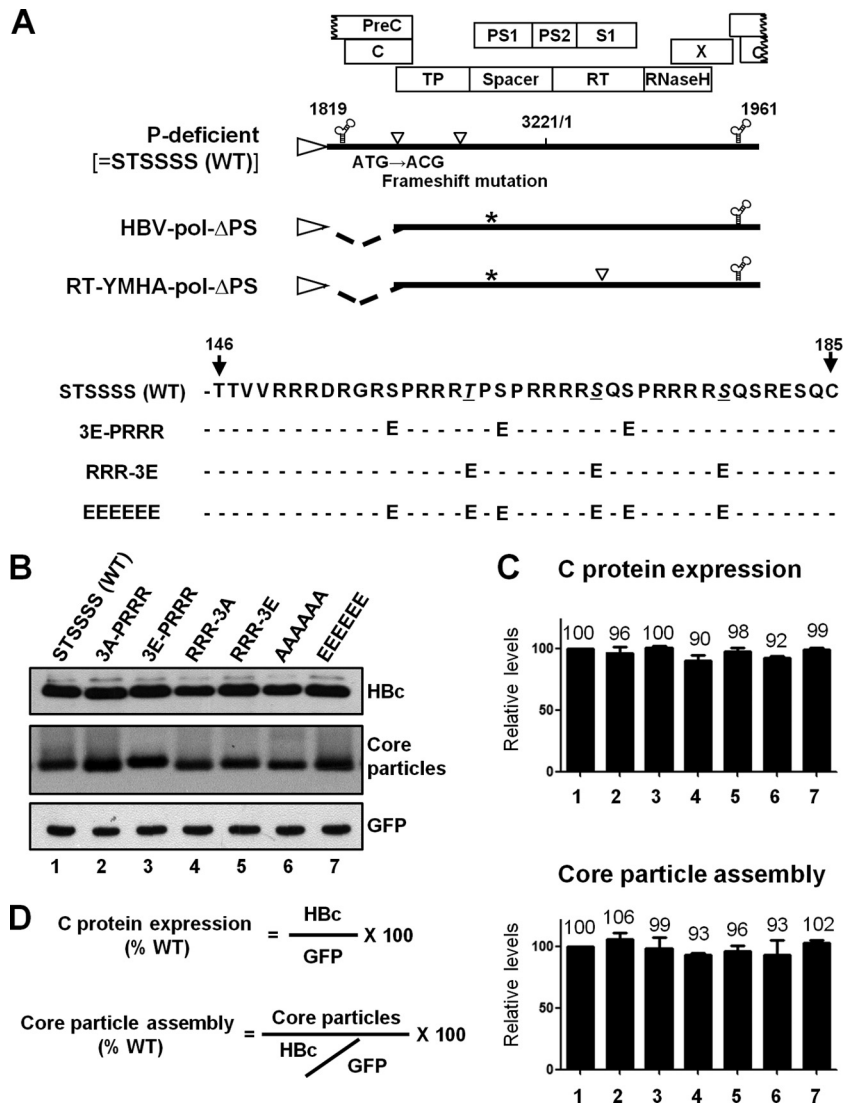 A
PreC
C
PS1 PS2 S1
X
C
TP Spacer RT RNaseH
1819 3221/1 1961
P-deficient
[=STSSSS (WT)]
ATG→ACG
Frameshift mutation
HBV-pol-ΔPS
*
RT-YMHA-pol-ΔPS
*
146 185
STSSSS (WT) -TTVVRRRDRGRSPRRRTPSPRRRRSQSPRRRRSQSRESQC
3E-PRRR - - - - - - - - - - - - E - - - - - - E - - - - - - - E - - - - - - - - - - - - -
RRR-3E - - - - - - - - - - - - - - - - - E - - - - - - - E - - - - - - - E - - - - - - -
EEEEEE - - - - - - - - - - - - E - - - - E - E - - - - - E - E - - - - - E - - - - - - -
B
STSSSS (WT) 3A-PRRR 3E-PRRR RRR-3A RRR-3E AAAAAA EEEEEE
HBc
Core
particles
GFP
1 2 3 4 5 6 7
C
C protein expression
Relative levels
100 96 100 90 98 92 99
100
50
0
1 2 3 4 5 6 7
Core particle assembly
Relative levels
100 106 99 93 96 93 102
100
50
0
1 2 3 4 5 6 7
D
C protein expression
(% WT)
= HBc
GFP
X 100
Core particle assembly
(% WT)
= Core particles
HBc / GFP
X 100